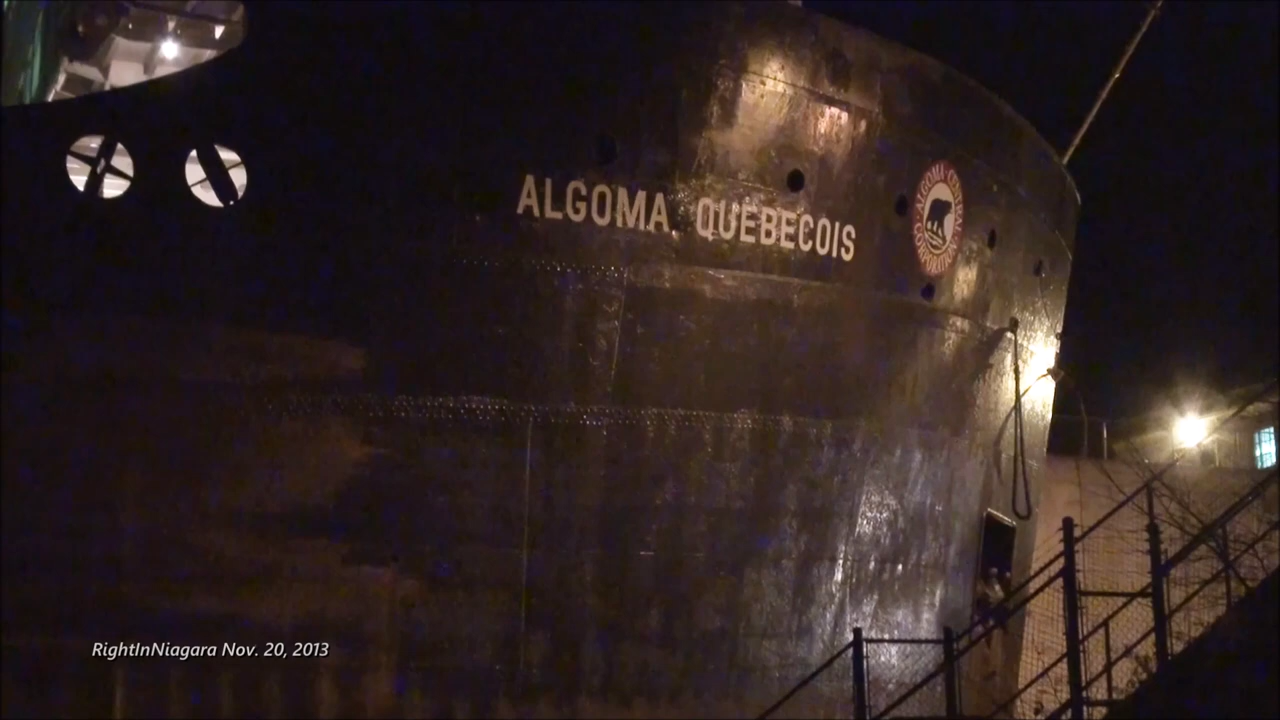 ALGOMA QUEBECOIS
ALGOMA CENTRAL
CORPORATION
RightInNiagara Nov. 20, 2013